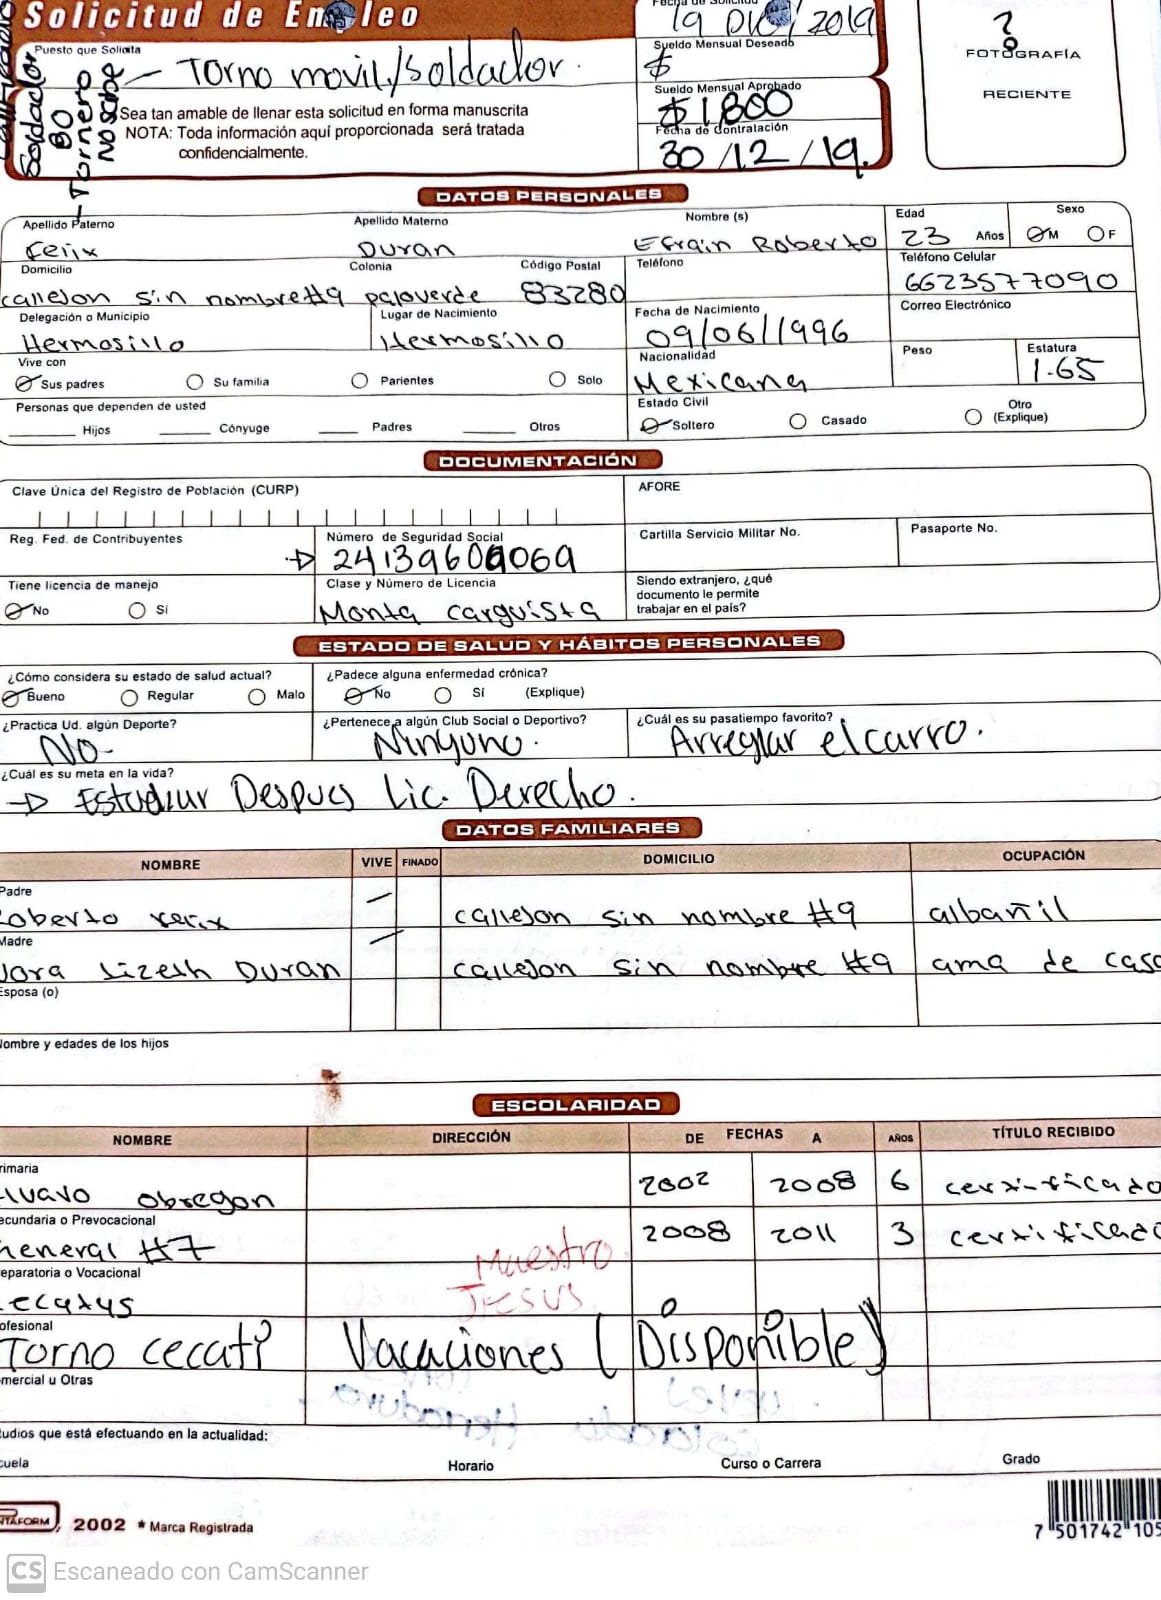 Solicitud de Empleo
Fecha de Solicitud
19 DIC/2019
Puesto que Solicita
Torno movil/soldador.
Soldador
80
Tornero
No sabe
Sueldo Mensual Deseado
$
Sea tan amable de llenar esta solicitud en forma manuscrita
NOTA: Toda información aquí proporcionada será tratada
confidencialmente.
Sueldo Mensual Aprobado
$1,800
Fecha de Contratación
30/12/19.
?
FOTOGRAFÍA
RECIENTE
DATOS PERSONALES
Apellido Paterno Apellido Materno Nombre (s) Edad Sexo
Felix Duran Efrain Roberto 23 Años M F
Domicilio Colonia Código Postal Teléfono Teléfono Celular
callejon sin nombre #9 paloverde 83280 6623577090
Delegación o Municipio Lugar de Nacimiento Fecha de Nacimiento Correo Electrónico
Hermosillo Hermosillo 09/06/1996
Vive con Nacionalidad Peso Estatura
Sus padres Su familia Parientes Solo Mexicana 1.65
Personas que dependen de usted Estado Civil Otro
Hijos Cónyuge Padres Otros Soltero Casado (Explique)
DOCUMENTACIÓN
Clave Única del Registro de Población (CURP) AFORE
Reg. Fed. de Contribuyentes Número de Seguridad Social Cartilla Servicio Militar No. Pasaporte No.
Tiene licencia de manejo Clase y Número de Licencia Siendo extranjero, ¿qué
documento le permite
trabajar en el país?
No Sí Monta carguista
ESTADO DE SALUD Y HÁBITOS PERSONALES
¿Cómo considera su estado de salud actual? ¿Padece alguna enfermedad crónica?
Bueno Regular Malo No Sí (Explique)
¿Practica Ud. algún Deporte? ¿Pertenece a algún Club Social o Deportivo? ¿Cuál es su pasatiempo favorito?
No Ninguno. Arreglar el carro.
¿Cuál es su meta en la vida?
Estudiar Despues Lic. Derecho.
DATOS FAMILIARES
NOMBRE VIVE FINADO DOMICILIO OCUPACIÓN
Padre
Roberto Felix callejon sin nombre #9 albañil
Madre
Lizeth Duran callejon sin nombre #9 ama de casa
Esposa (o)
Nombre y edades de los hijos
ESCOLARIDAD
NOMBRE DIRECCIÓN DE FECHAS A AÑOS TÍTULO RECIBIDO
Primaria
Alvaro obregon 2002 2008 6 certificado
Secundaria o Prevocacional
General #7 2008 2011 3 certificado
Maestro
Jesus
Preparatoria o Vocacional
Profesional
Torno cecati Vacaciones (Disponible)
Comercial u Otras
Estudios que está efectuando en la actualidad:
Escuela Horario Curso o Carrera Grado
2002 * Marca Registrada
7 501742 105
CS Escaneado con CamScanner